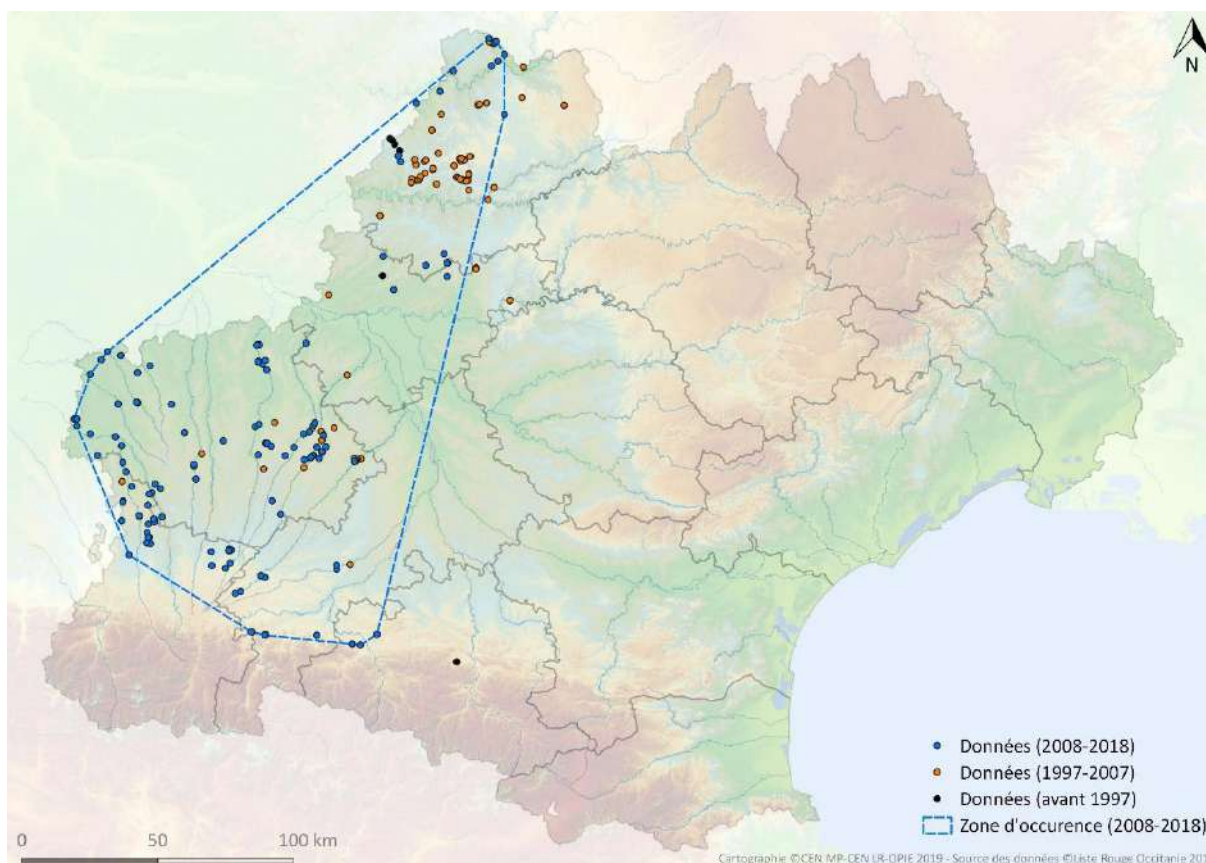 N
Données (2008-2018)
Données (1997-2007)
Données (avant 1997)
Zone d'occurence (2008-2018)
0 50 100 km
Cartographie ©CEN MP-CEN LR-OPIE 2019 - Source des données ©Liste Rouge Occitanie 201